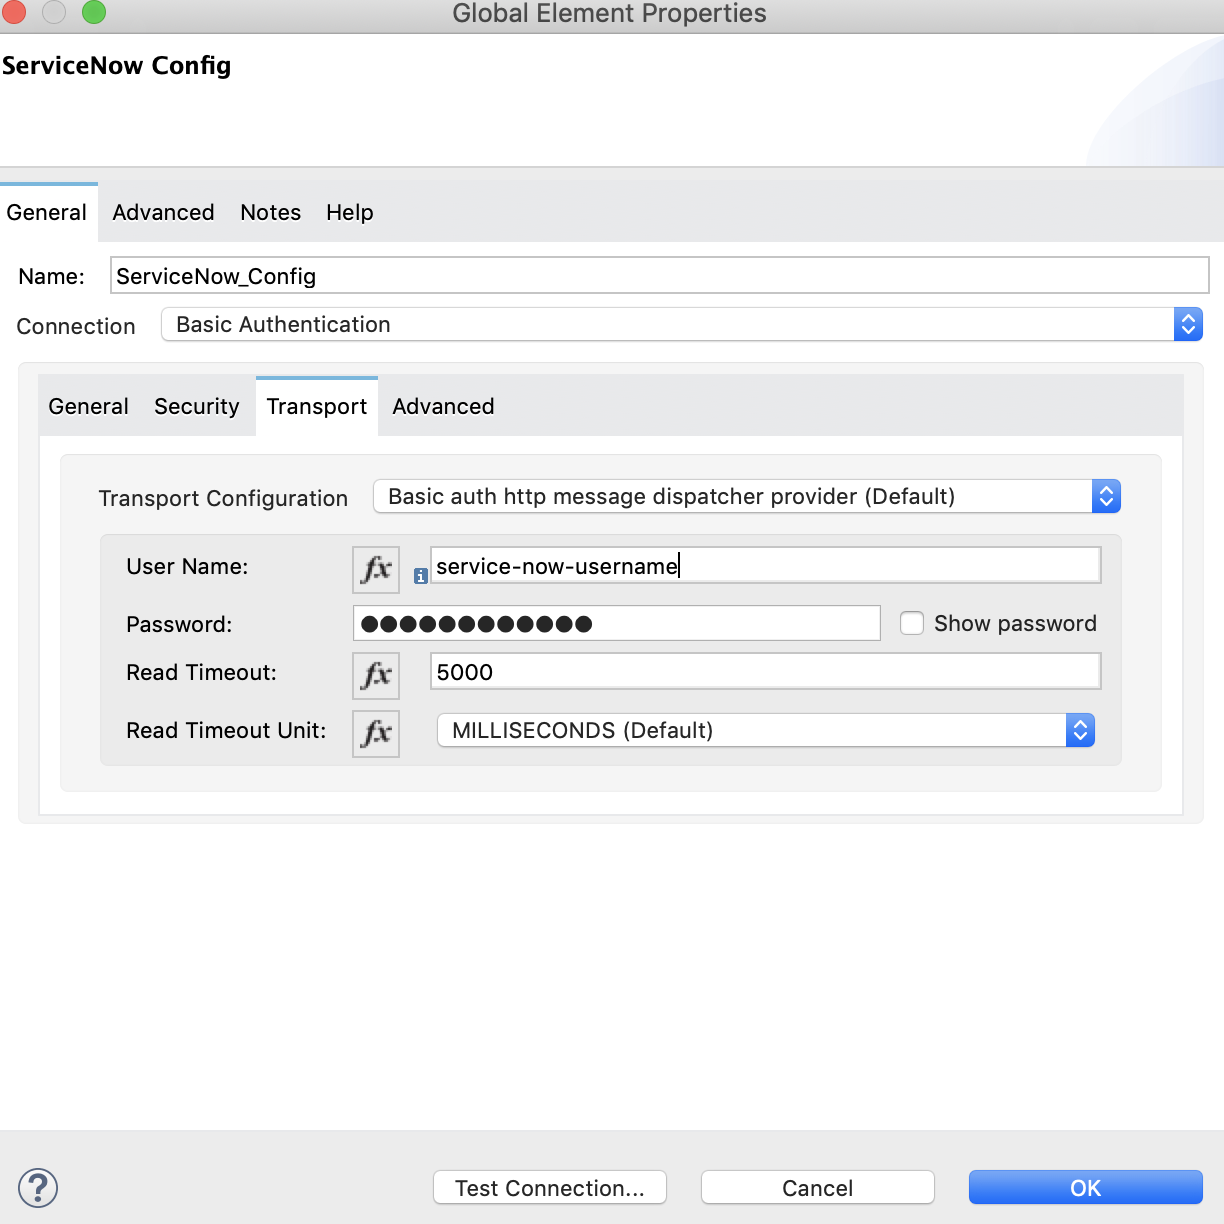 Global Element Properties
ServiceNow Config
General Advanced Notes Help
Name: ServiceNow_Config
Connection Basic Authentication
General Security Transport Advanced
Transport Configuration Basic auth http message dispatcher provider (Default)
User Name: fx i service-now-username
Password: ●●●●●●●●●●●● Show password
Read Timeout: fx 5000
Read Timeout Unit: fx MILLISECONDS (Default)
? Test Connection... Cancel OK